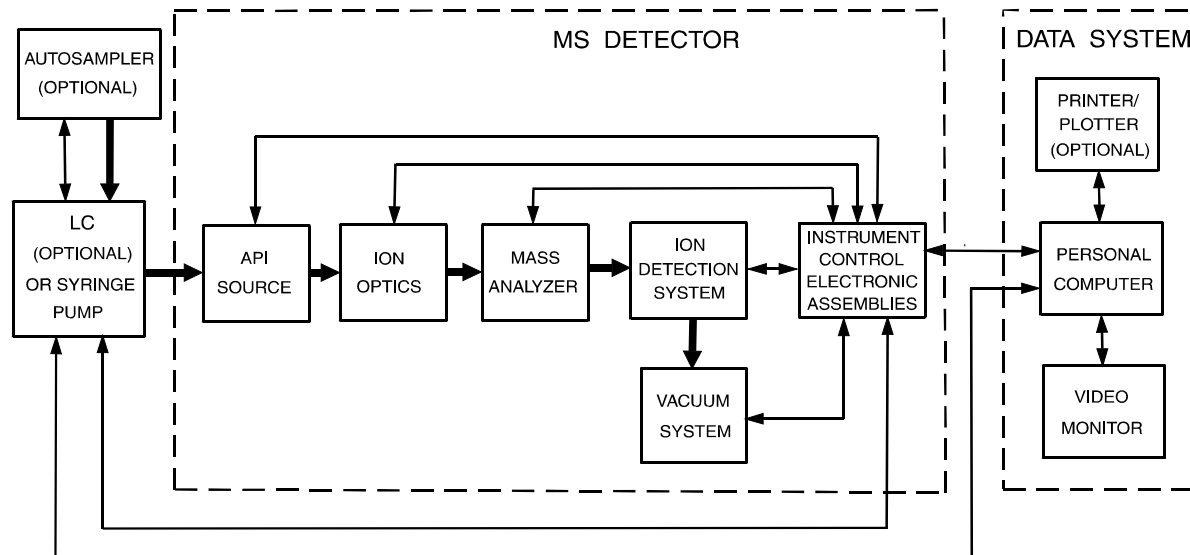 MS DETECTOR
DATA SYSTEM
AUTOSAMPLER
(OPTIONAL)
LC
(OPTIONAL)
OR SYRINGE
PUMP
API
SOURCE
ION
OPTICS
MASS
ANALYZER
ION
DETECTION
SYSTEM
INSTRUMENT
CONTROL
ELECTRONIC
ASSEMBLIES
VACUUM
SYSTEM
PRINTER/
PLOTTER
(OPTIONAL)
PERSONAL
COMPUTER
VIDEO
MONITOR